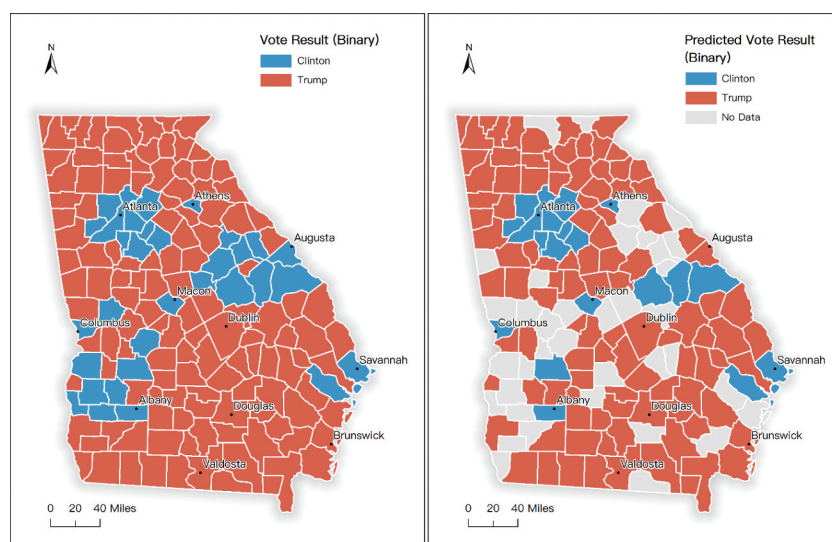 Vote Result (Binary)
Clinton
Trump
N
Atlanta
Athens
Augusta
Macon
Columbus
Dublin
Savannah
Albany
Douglas
Brunswick
Valdosta
0 20 40 Miles
Predicted Vote Result
(Binary)
Clinton
Trump
No Data
N
Atlanta
Athens
Augusta
Macon
Columbus
Dublin
Savannah
Albany
Douglas
Brunswick
Valdosta
0 20 40 Miles